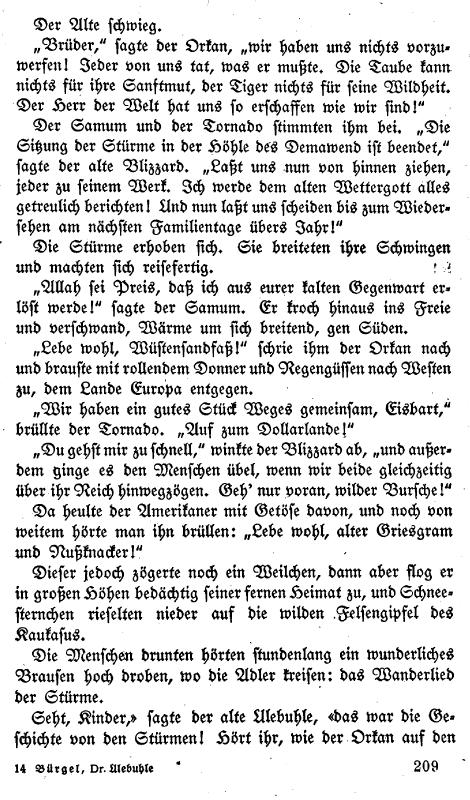 Der Alte schwieg.
„Brüder,“ sagte der Orkan, „wir haben uns nichts vorzu-
werfen! Jeder von uns tat, was er mußte. Die Taube kann
nichts für ihre Sanftmut, der Tiger nichts für seine Wildheit.
Der Herr der Welt hat uns so erschaffen wie wir sind!“
Der Samum und der Tornado stimmten ihm bei. „Die
Sitzung der Stürme in der Höhle des Demawend ist beendet,“
sagte der alte Blizzard. „Laßt uns nun von hinnen ziehen,
jeder zu seinem Werk. Ich werde dem alten Wettergott alles
getreulich berichten! Und nun laßt uns scheiden bis zum Wieder-
sehen am nächsten Familientage übers Jahr!“
Die Stürme erhoben sich. Sie breiteten ihre Schwingen
und machten sich reisefertig.
„Allah sei Preis, daß ich aus eurer kalten Gegenwart er-
löst werde!“ sagte der Samum. Er kroch hinaus ins Freie
und verschwand, Wärme um sich breitend, gen Süden.
„Lebe wohl, Wüstensandfaß!“ schrie ihm der Orkan nach
und brauste mit rollendem Donner und Regengüssen nach Westen
zu, dem Lande Europa entgegen.
„Wir haben ein gutes Stück Weges gemeinsam, Eisbart,“
brüllte der Tornado. „Auf zum Dollarlande!“
„Du gehst mir zu schnell,“ winkte der Blizzard ab, „und außer-
dem ginge es den Menschen übel, wenn wir beide gleichzeitig
über ihr Reich hinwegzögen. Geh’ nur voran, wilder Bursche!“
Da heulte der Amerikaner mit Getöse davon, und noch von
weitem hörte man ihn brüllen: „Lebe wohl, alter Griesgram
und Nußknacker!“
Dieser jedoch zögerte noch ein Weilchen, dann aber flog er
in großen Höhen bedächtig seiner fernen Heimat zu, und Schnee-
sternchen rieselten nieder auf die wilden Felsengipfel des
Kaukasus.
Die Menschen drunten hörten stundenlang ein wunderliches
Brausen hoch droben, wo die Adler kreisen: das Wanderlied
der Stürme.
Seht, Kinder,» sagte der alte Ulebuhle, «das war die Ge-
schichte von den Stürmen! Hört ihr, wie der Orkan auf den
14 Bürgel, Dr. Ulebuhle 209